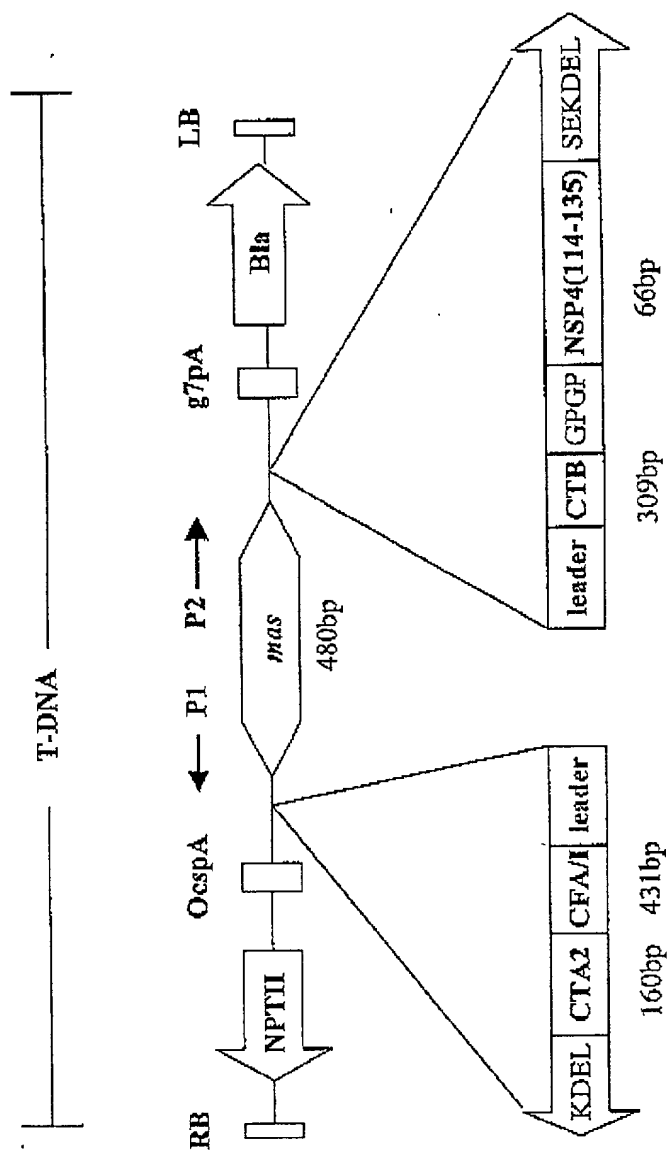 T-DNA
RB
NPTII
OcspA
P1
P2
mas
480bp
g7pA
Bla
LB
KDEL
CTA2
CFA/I
leader
160bp
431bp
leader
CTB
GPGP
NSP4(114-135)
SEKDEL
309bp
66bp